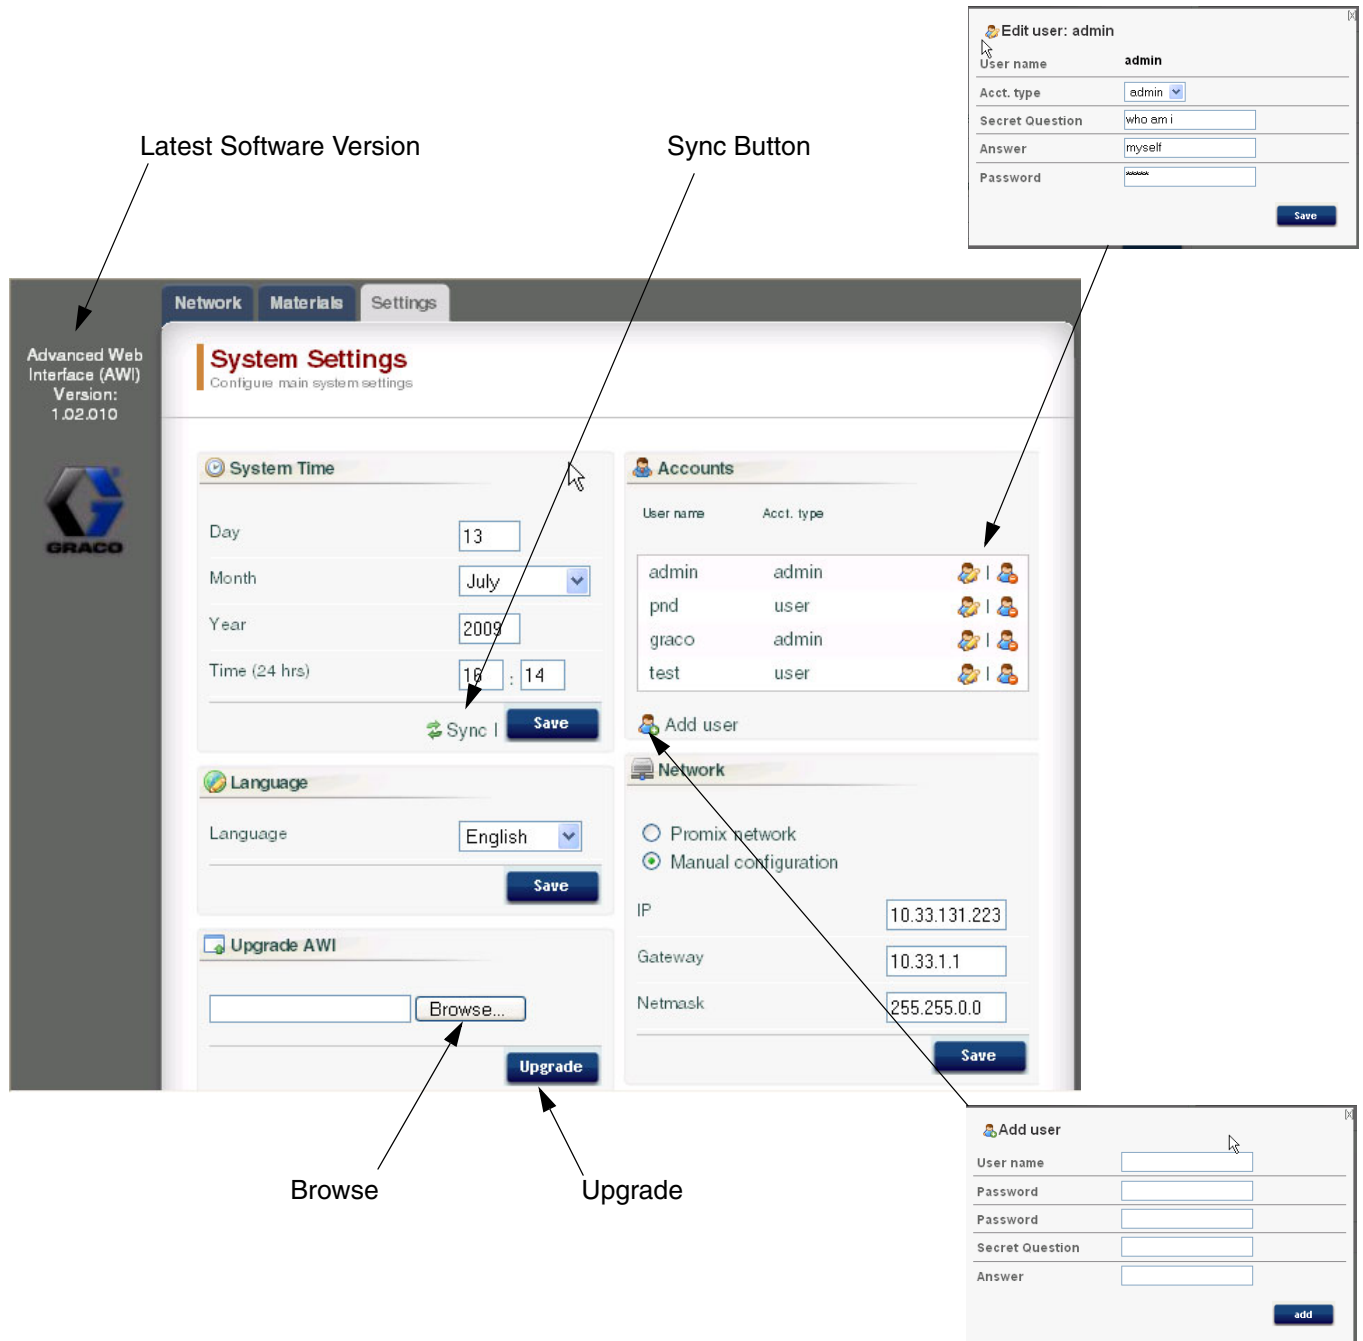 Edit user: admin
User name admin
Acct. type admin
Secret Question who am i
Answer myself
Password *****
Save
Latest Software Version
Sync Button
Network Materials Settings
Advanced Web
Interface (AWI)
Version:
1.02.010
GRACO
System Settings
Configure main system settings
System Time
Day 13
Month July
Year 2009
Time (24 hrs) 16 : 14
Sync | Save
Language
Language English
Save
Upgrade AWI
Browse...
Upgrade
Accounts
User name Acct. type
admin admin |
pnd user |
graco admin |
test user |
Add user
Network
Promix network
Manual configuration
IP 10.33.131.223
Gateway 10.33.1.1
Netmask 255.255.0.0
Save
Browse
Upgrade
Add user
User name
Password
Password
Secret Question
Answer
add